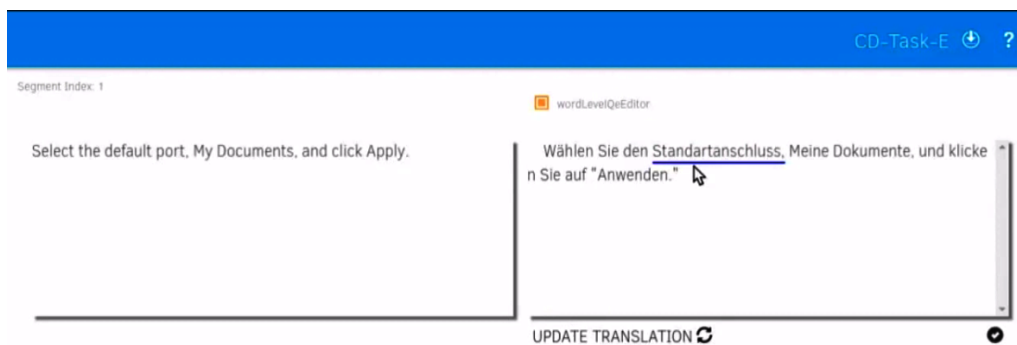 CD-Task-E ?
Segment Index: 1
wordLevelQeEditor
Select the default port, My Documents, and click Apply.
Wählen Sie den Standartanschluss, Meine Dokumente, und klicke
n Sie auf "Anwenden."
UPDATE TRANSLATION